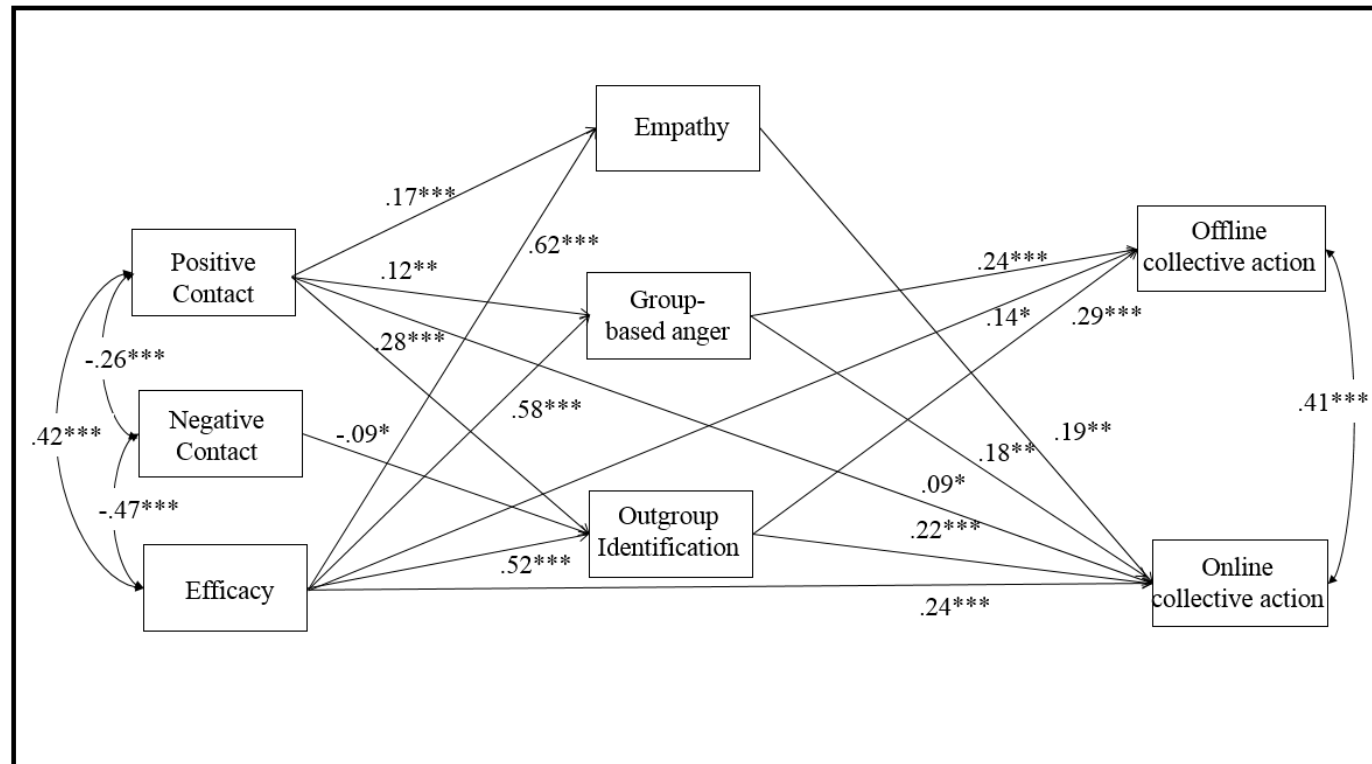 Empathy
.17***
.62***
Positive
Contact
.12**
Group-
based anger
.24***
Offline
collective action
.14*
.29***
.28***
-.26***
.42***
Negative
Contact
-.09*
.58***
.41***
.19**
.18**
.09*
-.47***
Outgroup
Identification
.22***
.52***
Efficacy
.24***
Online
collective action